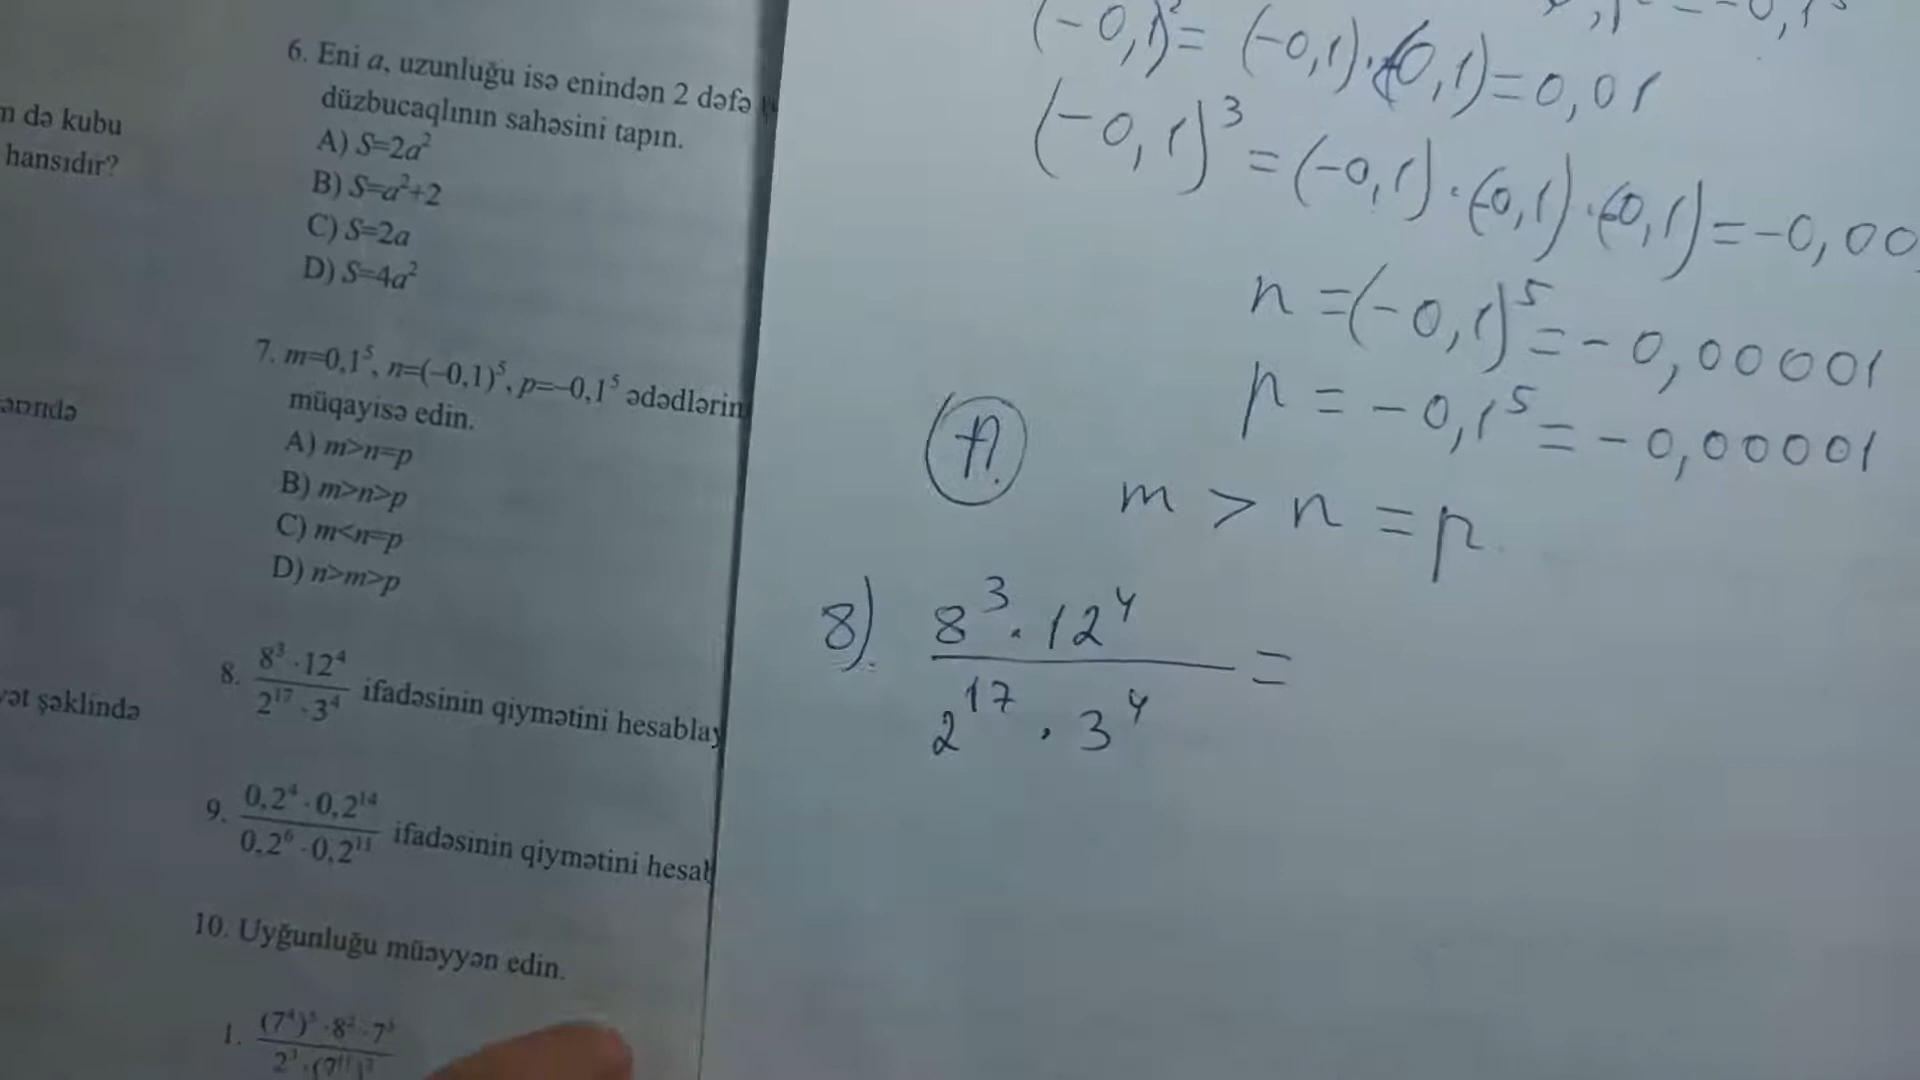 n də kubu
hansıdır?
şəklində
6. Eni a, uzunluğu isə enindən 2 dəfə
düzbucaqlının sahəsini tapın.
A) S=2a²
B) S=a²+2
C) S=2a
D) S=4a²
7. m=0,1⁵, n=(−0,1)⁵, p=−0,1⁵ ədədlərin
müqayisə edin.
A) m>n=p
B) m>n>p
C) m<n=p
D) n>m>p
8. 8³ · 12⁴ / 2¹⁷ · 3⁴ ifadəsinin qiymətini hesablay
9. 0,2⁴ · 0,2¹⁴ / 0,2⁶ · 0,2¹¹ ifadəsinin qiymətini hesab
10. Uyğunluğu müəyyən edin.
1.
(−0,1)² = (−0,1) · (−0,1) = 0,01
(−0,1)³ = (−0,1) · (−0,1) · (−0,1) = −0,00
n = (−0,1)⁵ = −0,00001
p = −0,1⁵ = −0,00001
A.
m > n = p
8) 8³ · 12⁴ / 2¹⁷ · 3⁴ =